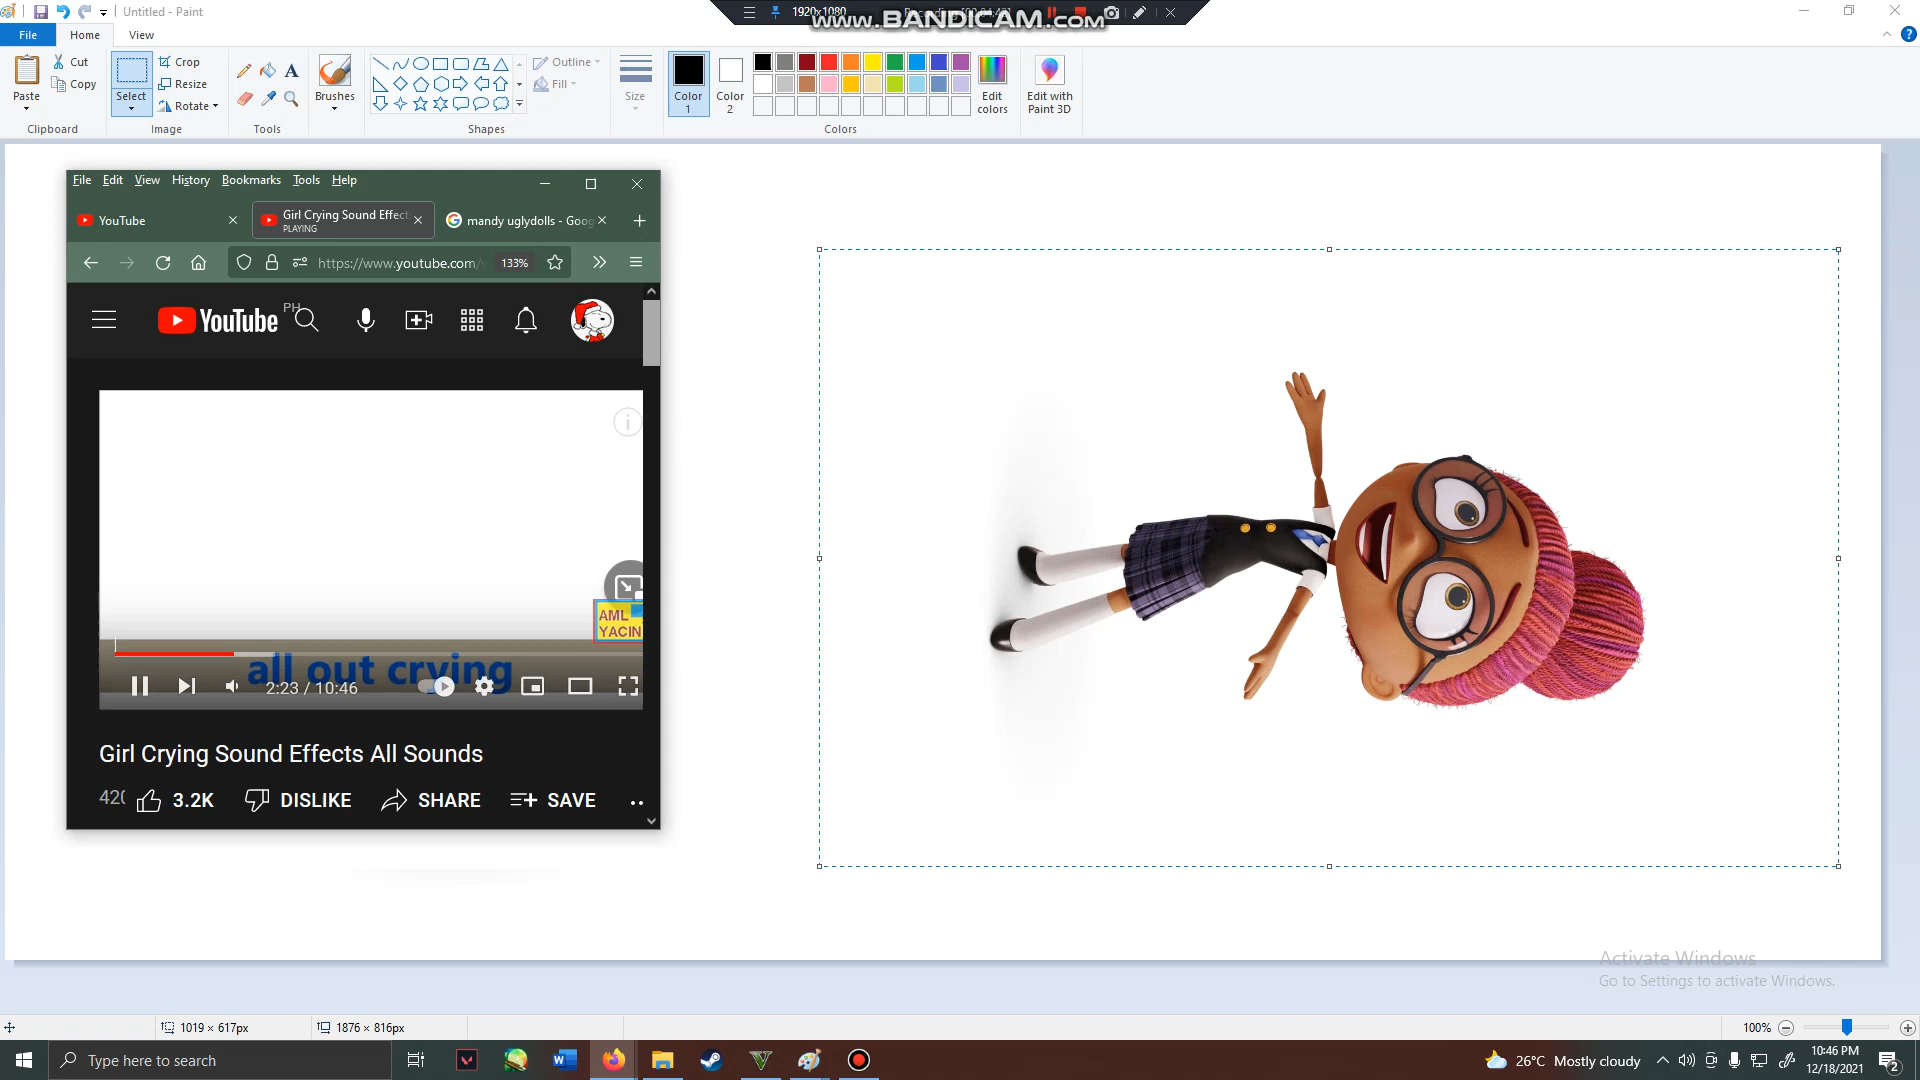 Untitled - Paint
1920x1080
www.BANDICAM.com
File Home View
Paste
Cut
Copy
Clipboard
Select
Crop
Resize
Rotate
Image
A
Tools
Brushes
Shapes
Outline
Fill
Size
Color
1
Color
2
Edit
colors
Colors
Edit with
Paint 3D
File Edit View History Bookmarks Tools Help
YouTube
Girl Crying Sound Effect
PLAYING
mandy uglydolls - Goog
https://www.youtube.com/
133%
YouTube PH
AML
YACIN
all out crying
2:23 / 10:46
Girl Crying Sound Effects All Sounds
3.2K DISLIKE SHARE SAVE
Activate Windows
Go to Settings to activate Windows.
1019 × 617px
1876 × 816px
100%
Type here to search
26°C Mostly cloudy
10:46 PM
12/18/2021
2